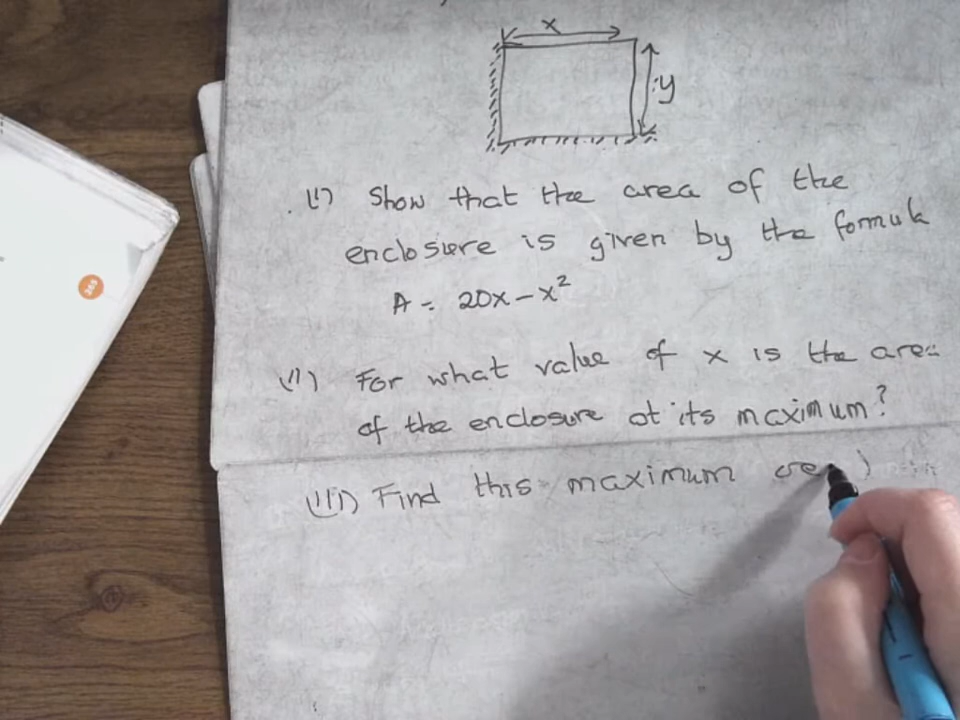 x
y
(i) Show that the area of the
enclosure is given by the formula
A = 20x - x²
(ii) For what value of x is the area
of the enclosure at its maximum?
(iii) Find this maximum